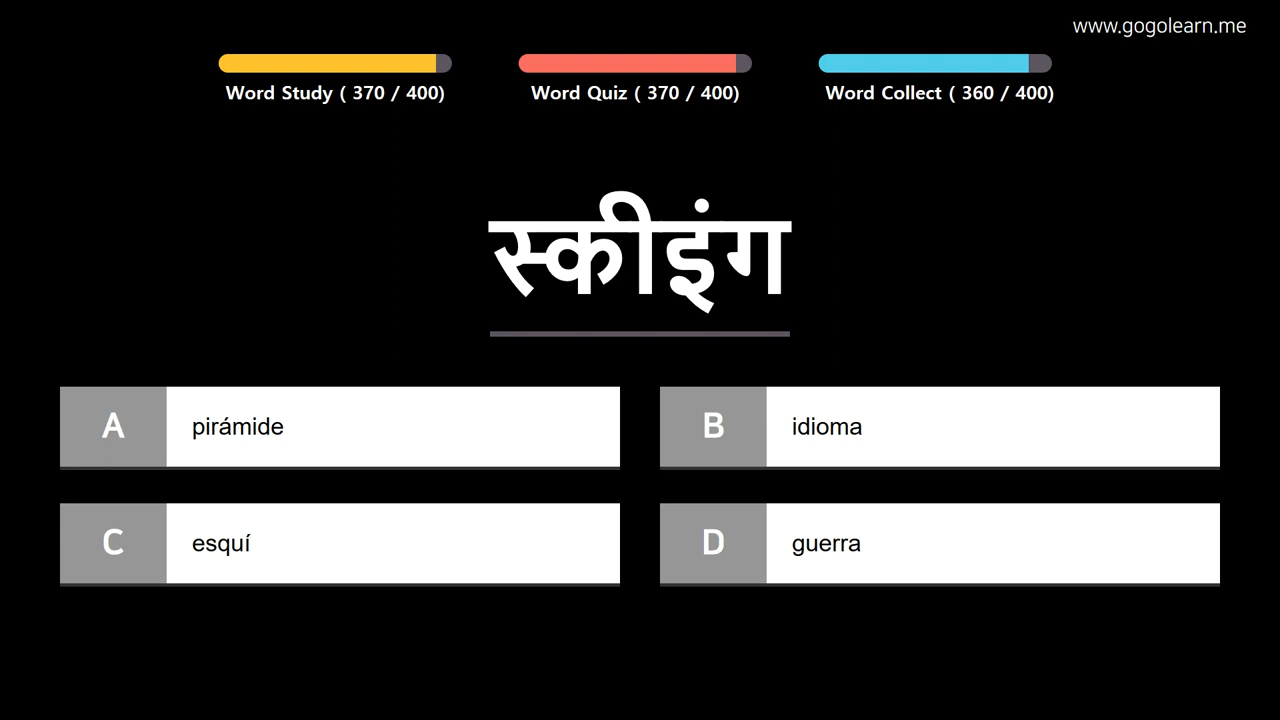 www.gogolearn.me
Word Study ( 370 / 400)
Word Quiz ( 370 / 400)
Word Collect ( 360 / 400)
स्कीइंग
A pirámide
B idioma
C esquí
D guerra